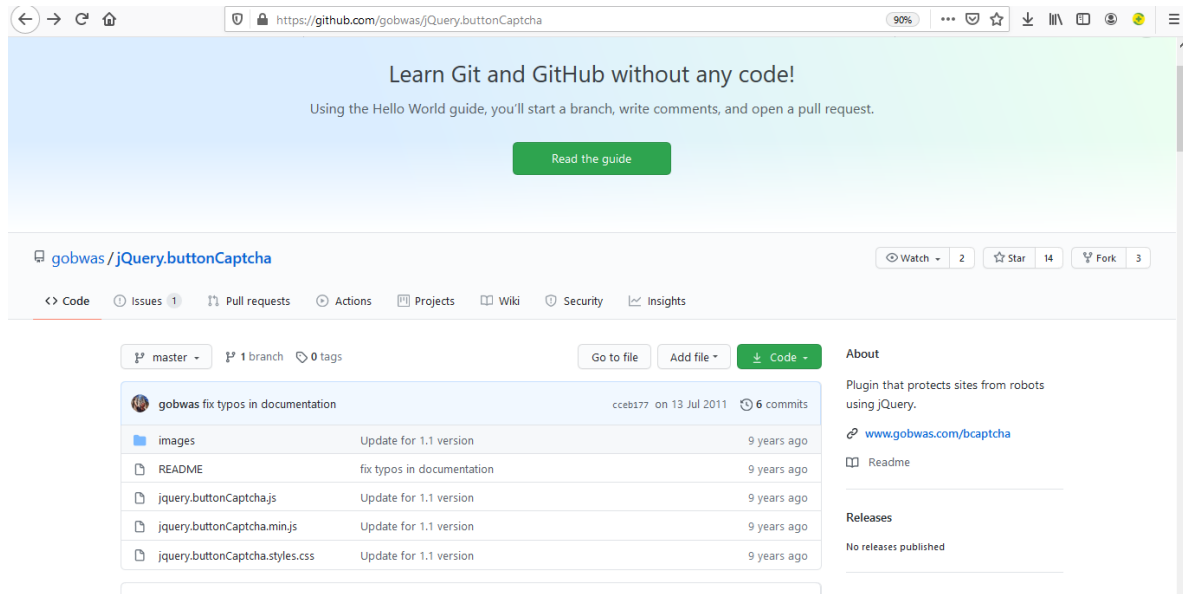 https://github.com/gobwas/jQuery.buttonCaptcha 90%
Learn Git and GitHub without any code!
Using the Hello World guide, you'll start a branch, write comments, and open a pull request.
Read the guide
gobwas / jQuery.buttonCaptcha Watch 2 Star 14 Fork 3
<> Code Issues 1 Pull requests Actions Projects Wiki Security Insights
master 1 branch 0 tags Go to file Add file Code
gobwas fix typos in documentation cceb177 on 13 Jul 2011 6 commits
images Update for 1.1 version 9 years ago
README fix typos in documentation 9 years ago
jquery.buttonCaptcha.js Update for 1.1 version 9 years ago
jquery.buttonCaptcha.min.js Update for 1.1 version 9 years ago
jquery.buttonCaptcha.styles.css Update for 1.1 version 9 years ago
About
Plugin that protects sites from robots
using jQuery.
www.gobwas.com/bcaptcha
Readme
Releases
No releases published